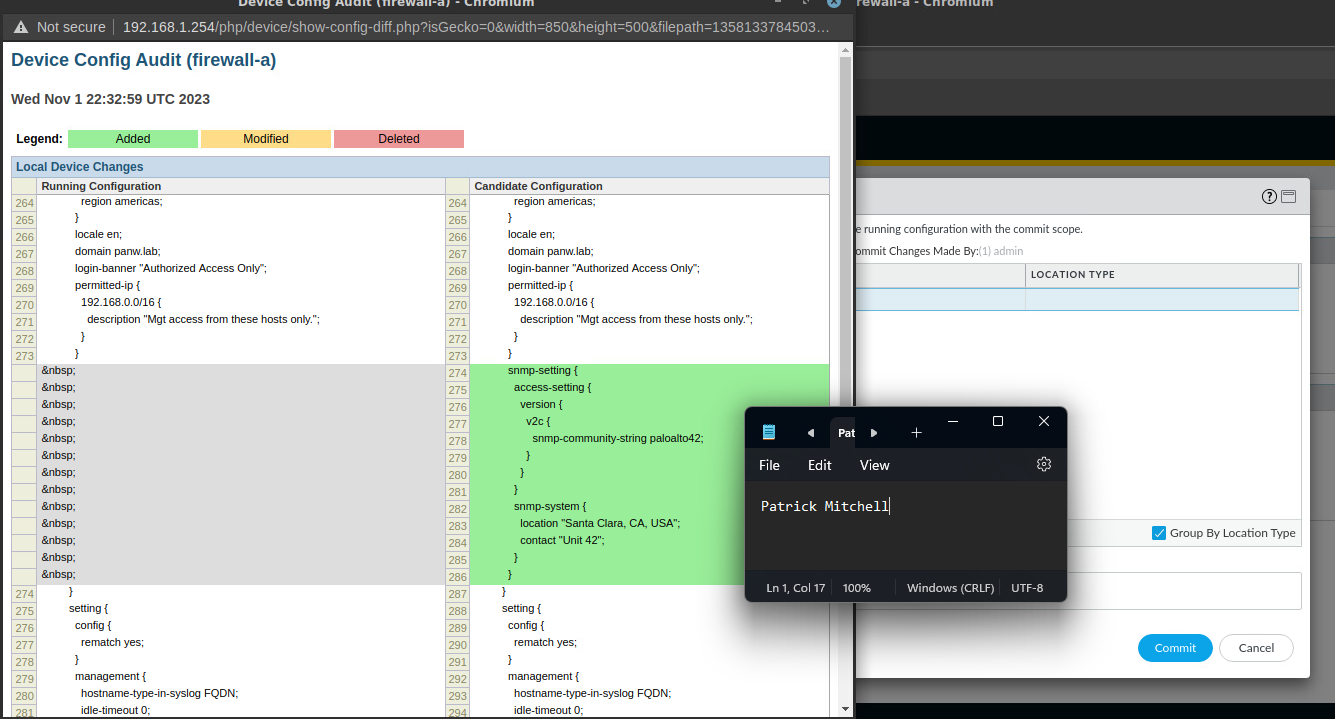 Device Config Audit (firewall-a) - Chromium
rewall-a - Chromium
Not secure 192.168.1.254/php/device/show-config-diff.php?isGecko=0&width=850&height=500&filepath=1358133784503...
Device Config Audit (firewall-a)
Wed Nov 1 22:32:59 UTC 2023
Legend: Added Modified Deleted
Local Device Changes
Running Configuration Candidate Configuration
264 region americas; 264 region americas;
265 } 265 }
266 locale en; 266 locale en;
267 domain panw.lab; 267 domain panw.lab;
268 login-banner "Authorized Access Only"; 268 login-banner "Authorized Access Only";
269 permitted-ip { 269 permitted-ip {
270 192.168.0.0/16 { 270 192.168.0.0/16 {
271 description "Mgt access from these hosts only."; 271 description "Mgt access from these hosts only.";
272 } 272 }
273 } 273 }
&nbsp; 274 snmp-setting {
&nbsp; 275 access-setting {
&nbsp; 276 version {
&nbsp; 277 v2c {
&nbsp; 278 snmp-community-string paloalto42;
&nbsp; 279 }
&nbsp; 280 }
&nbsp; 281 }
&nbsp; 282 snmp-system {
&nbsp; 283 location "Santa Clara, CA, USA";
&nbsp; 284 contact "Unit 42";
&nbsp; 285 }
&nbsp; 286 }
274 } 287 }
275 setting { 288 setting {
276 config { 289 config {
277 rematch yes; 290 rematch yes;
278 } 291 }
279 management { 292 management {
280 hostname-type-in-syslog FQDN; 293 hostname-type-in-syslog FQDN;
281 idle-timeout 0; 294 idle-timeout 0;
e running configuration with the commit scope.
ommit Changes Made By:(1) admin
LOCATION TYPE
Pat
File Edit View
Patrick Mitchell
Ln 1, Col 17 100% Windows (CRLF) UTF-8
Group By Location Type
Commit Cancel